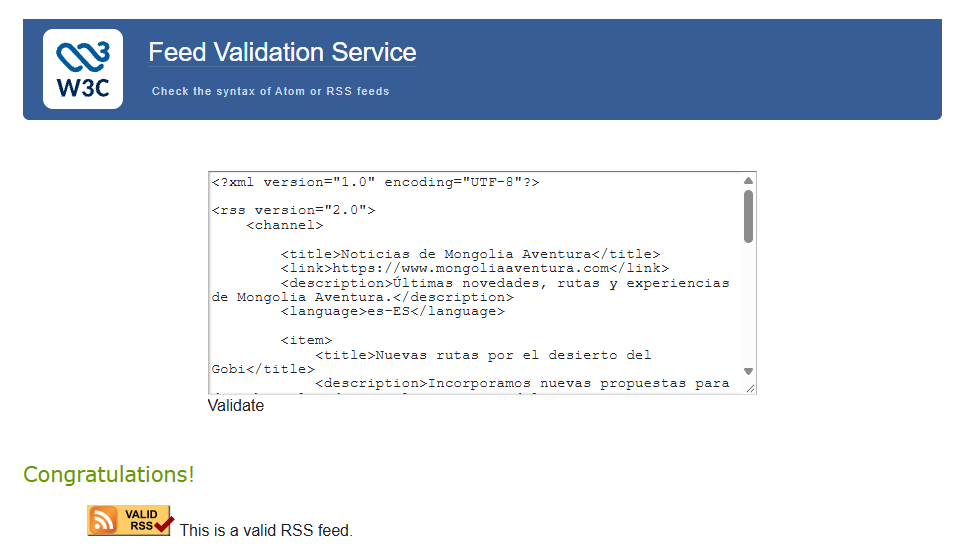 W3C
Feed Validation Service
Check the syntax of Atom or RSS feeds
<?xml version="1.0" encoding="UTF-8"?>
<rss version="2.0">
<channel>
<title>Noticias de Mongolia Aventura</title>
<link>https://www.mongoliaaventura.com</link>
<description>Últimas novedades, rutas y experiencias
de Mongolia Aventura.</description>
<language>es-ES</language>
<item>
<title>Nuevas rutas por el desierto del
Gobi</title>
<description>Incorporamos nuevas propuestas para
Validate
Congratulations!
VALID
RSS
This is a valid RSS feed.